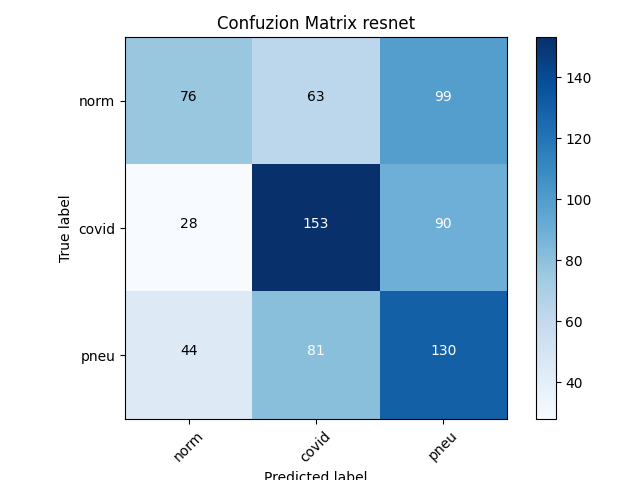 Confuzion Matrix resnet
norm 76 63 99
covid 28 153 90
pneu 44 81 130
norm covid pneu
True label
Predicted label
140
120
100
80
60
40